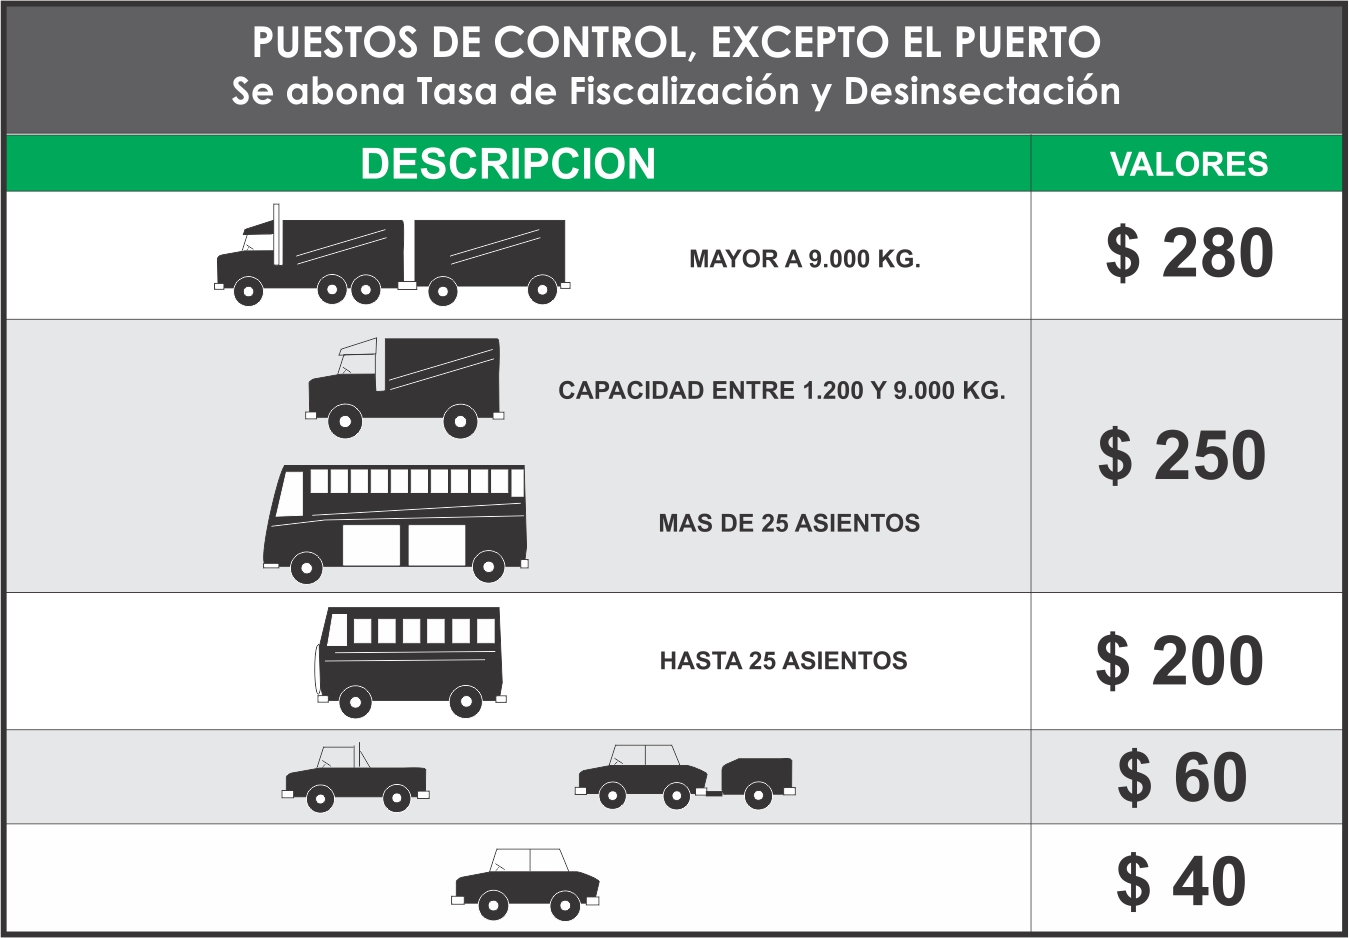 PUESTOS DE CONTROL, EXCEPTO EL PUERTO
Se abona Tasa de Fiscalización y Desinsectación
DESCRIPCION VALORES
MAYOR A 9.000 KG. $ 280
CAPACIDAD ENTRE 1.200 Y 9.000 KG.
$ 250
MAS DE 25 ASIENTOS
HASTA 25 ASIENTOS $ 200
$ 60
$ 40